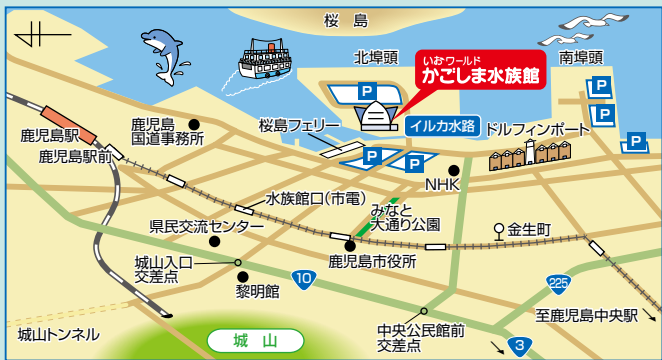 桜島
北埠頭
南埠頭
いおワールド
かごしま水族館
P
P
P
P
P
P
イルカ水路
ドルフィンポート
鹿児島駅
鹿児島駅前
鹿児島
国道事務所
桜島フェリー
NHK
水族館口(市電)
みなと
大通り公園
県民交流センター
金生町
城山入口
交差点
鹿児島市役所
黎明館
10
225
至鹿児島中央駅
城山トンネル
城山
中央公民館前
交差点
3